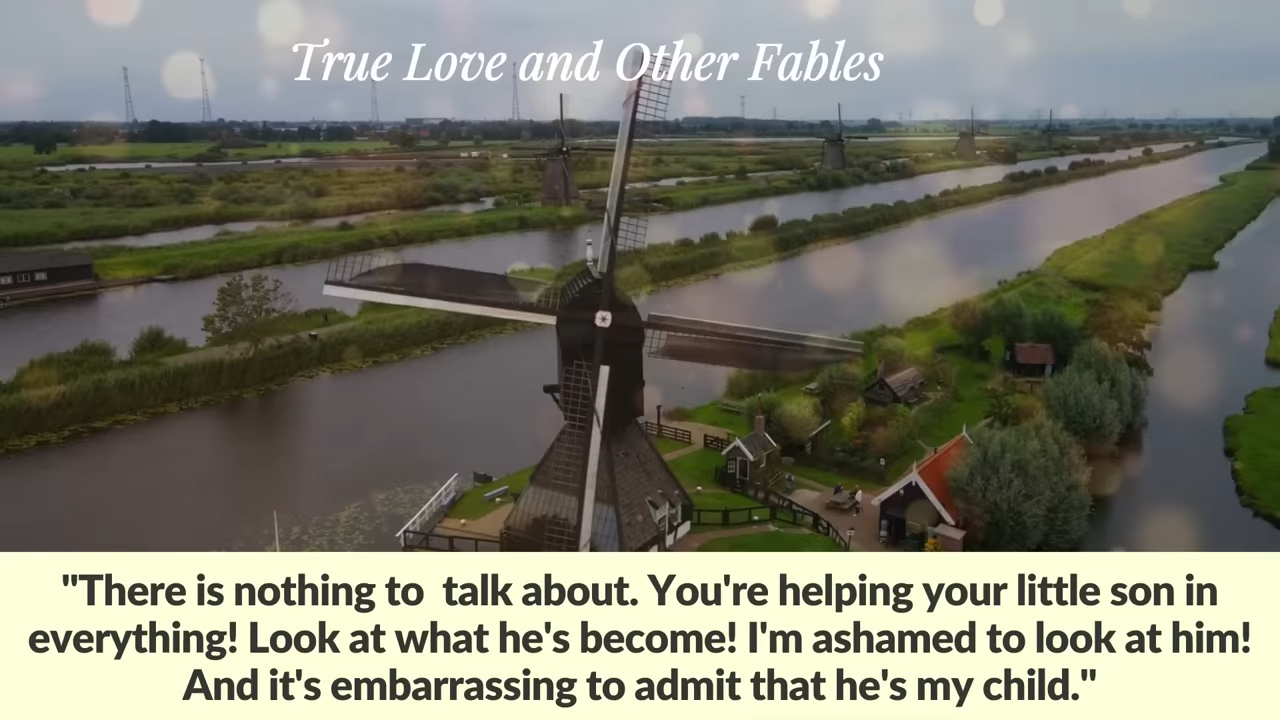 True Love and Other Fables
"There is nothing to  talk about. You're helping your little son in
everything! Look at what he's become! I'm ashamed to look at him!
And it's embarrassing to admit that he's my child."